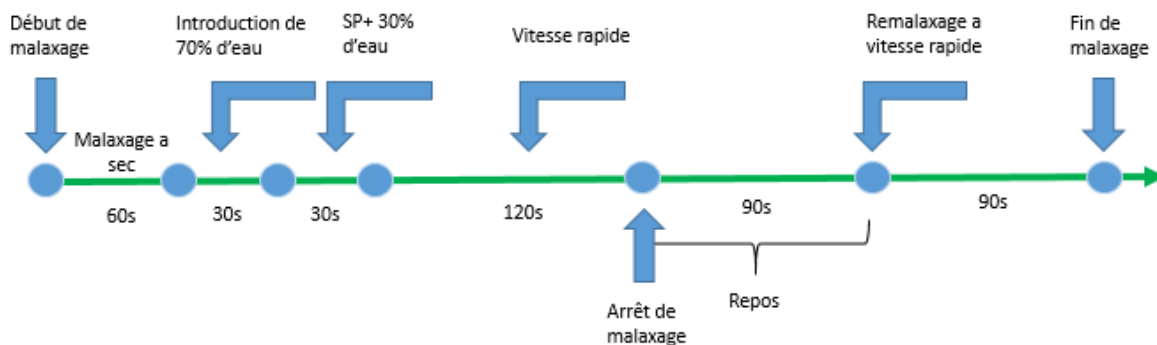 Début de
malaxage
Introduction de
70% d'eau
SP+ 30%
d'eau
Vitesse rapide
Remalaxage a
vitesse rapide
Fin de
malaxage
Malaxage a
sec
60s
30s
30s
120s
90s
90s
Arrêt de
malaxage
Repos